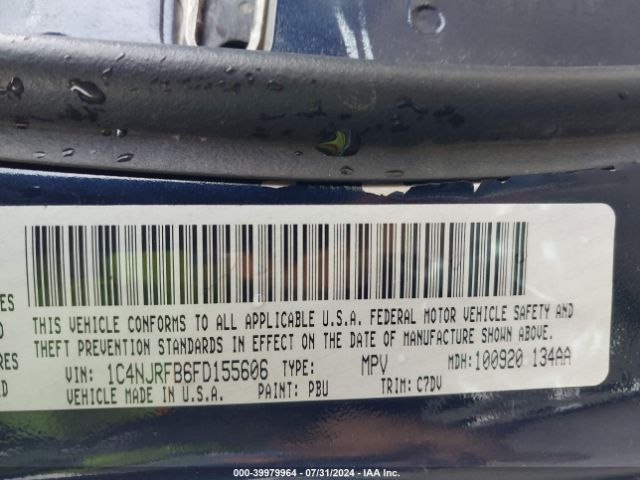 ES
THIS VEHICLE CONFORMS TO ALL APPLICABLE U.S.A. FEDERAL MOTOR VEHICLE SAFETY AND
THEFT PREVENTION STANDARDS IN EFFECT ON THE DATE OF MANUFACTURE SHOWN ABOVE.
RES
VIN: 1C4NJRFB6FD155606 TYPE: MPV MDH: 100920 134AA
VEHICLE MADE IN U.S.A. PAINT: PBU TRIM: C7DV
000-39979964 - 07/31/2024 - IAA Inc.